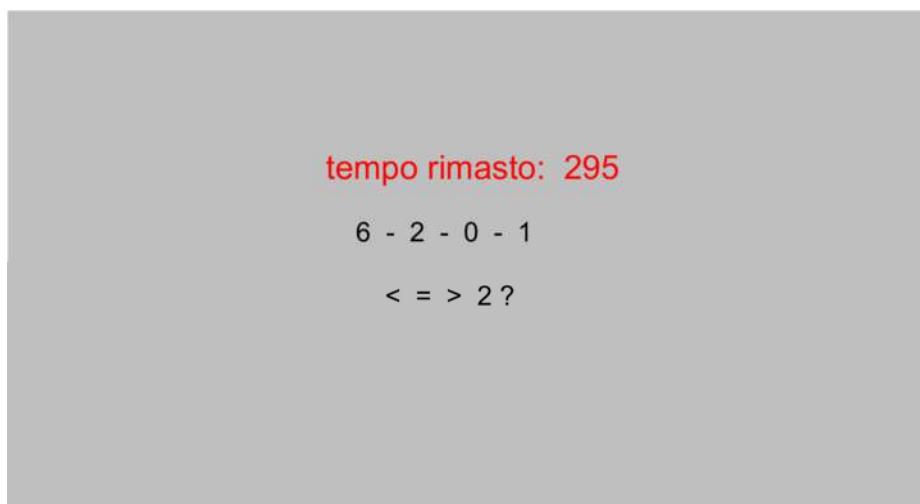 tempo rimasto: 295
6 - 2 - 0 - 1
< = > 2 ?